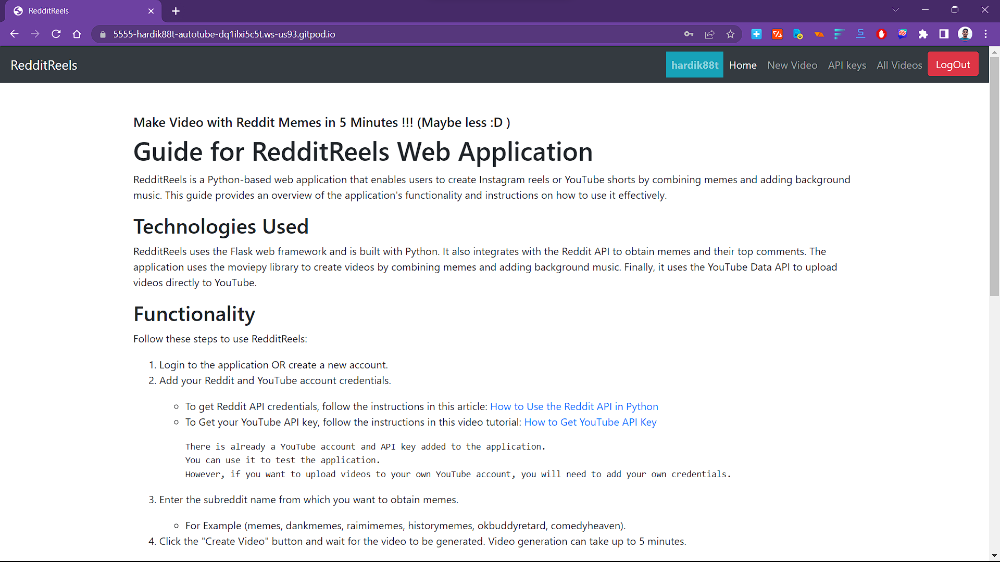 RedditReels
5555-hardik88t-autotube-dq1ilxi5c5t.ws-us93.gitpod.io
RedditReels
hardik88t Home New Video API keys All Videos LogOut
Make Video with Reddit Memes in 5 Minutes !!! (Maybe less :D )
Guide for RedditReels Web Application
RedditReels is a Python-based web application that enables users to create Instagram reels or YouTube shorts by combining memes and adding background
music. This guide provides an overview of the application's functionality and instructions on how to use it effectively.
Technologies Used
RedditReels uses the Flask web framework and is built with Python. It also integrates with the Reddit API to obtain memes and their top comments. The
application uses the moviepy library to create videos by combining memes and adding background music. Finally, it uses the YouTube Data API to upload
videos directly to YouTube.
Functionality
Follow these steps to use RedditReels:
1. Login to the application OR create a new account.
2. Add your Reddit and YouTube account credentials.
To get Reddit API credentials, follow the instructions in this article: How to Use the Reddit API in Python
To Get your YouTube API key, follow the instructions in this video tutorial: How to Get YouTube API Key
There is already a YouTube account and API key added to the application.
You can use it to test the application.
However, if you want to upload videos to your own YouTube account, you will need to add your own credentials.
3. Enter the subreddit name from which you want to obtain memes.
For Example (memes, dankmemes, raimimemes, historymemes, okbuddyretard, comedyheaven).
4. Click the "Create Video" button and wait for the video to be generated. Video generation can take up to 5 minutes.